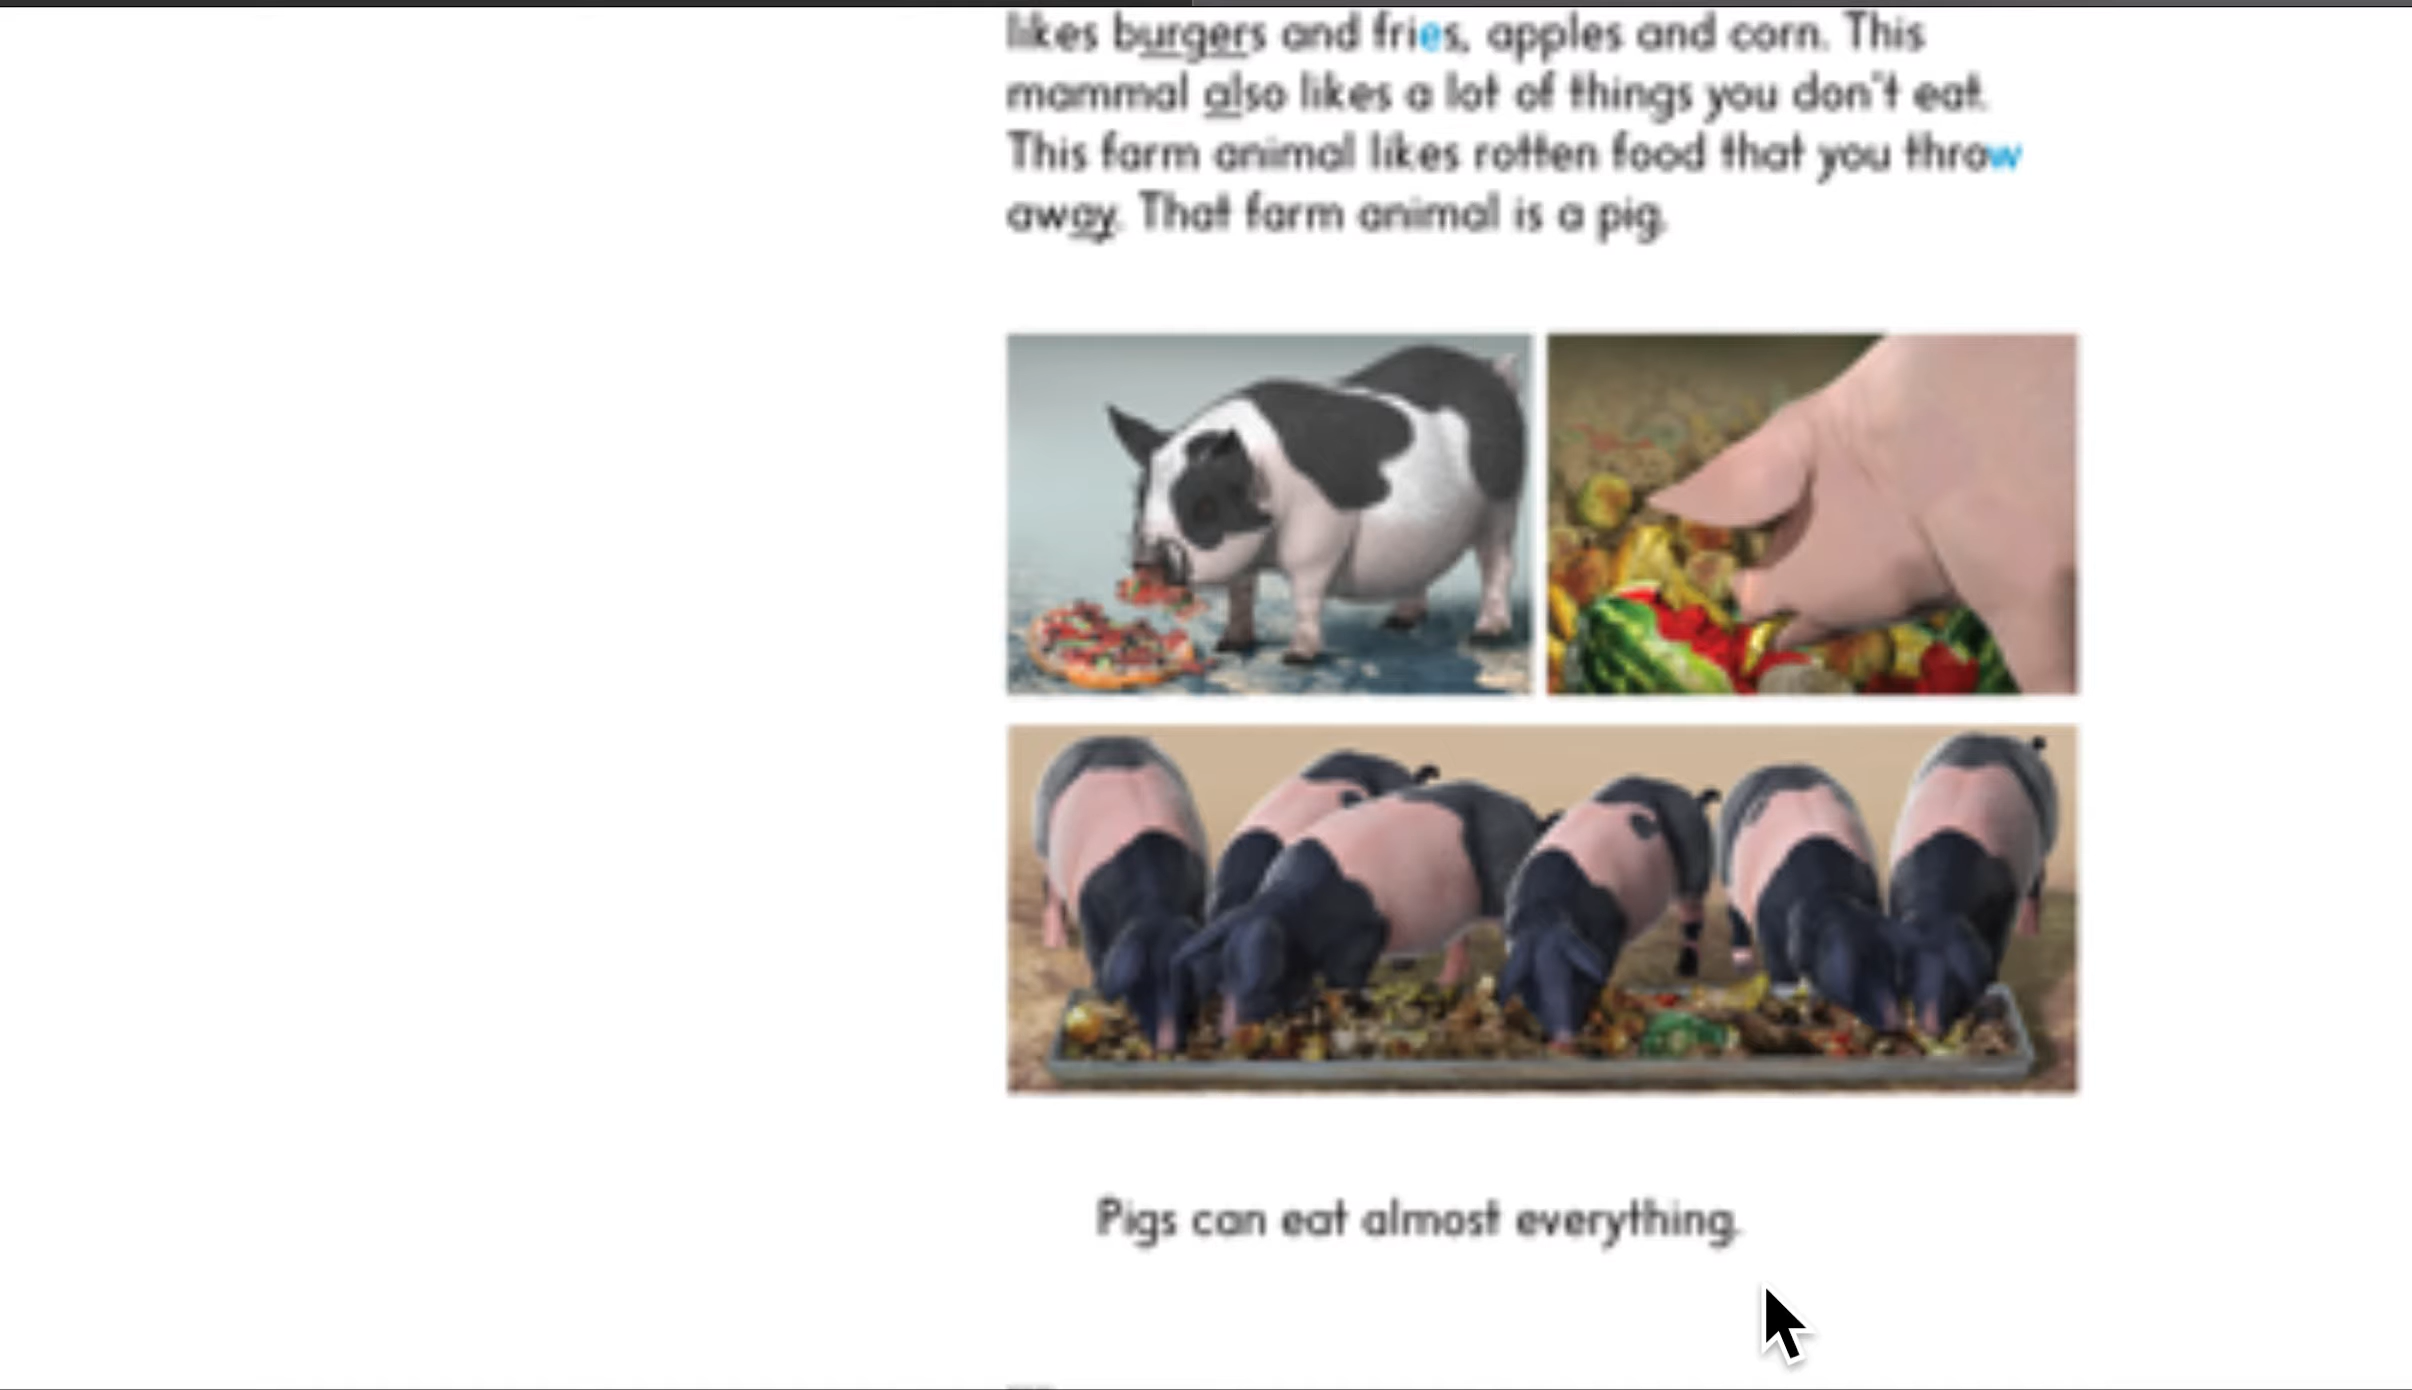 likes burgers and fries, apples and corn. This
mammal also likes a lot of things you don't eat.
This farm animal likes rotten food that you throw
away. That farm animal is a pig.
Pigs can eat almost everything.